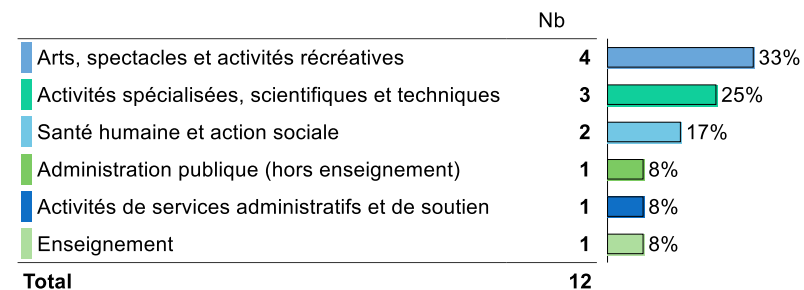 Nb
Arts, spectacles et activités récréatives 4 33%
Activités spécialisées, scientifiques et techniques 3 25%
Santé humaine et action sociale 2 17%
Administration publique (hors enseignement) 1 8%
Activités de services administratifs et de soutien 1 8%
Enseignement 1 8%
Total 12